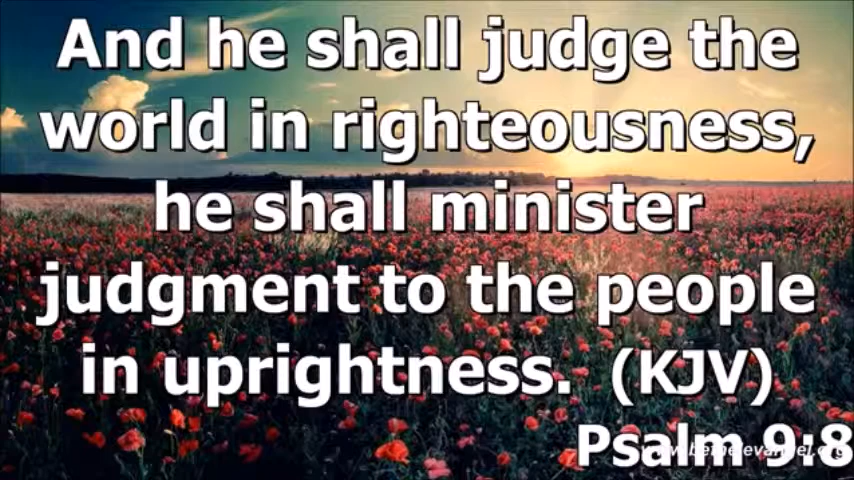 And he shall judge the
world in righteousness,
he shall minister
judgment to the people
in uprightness. (KJV)
Psalm 9:8